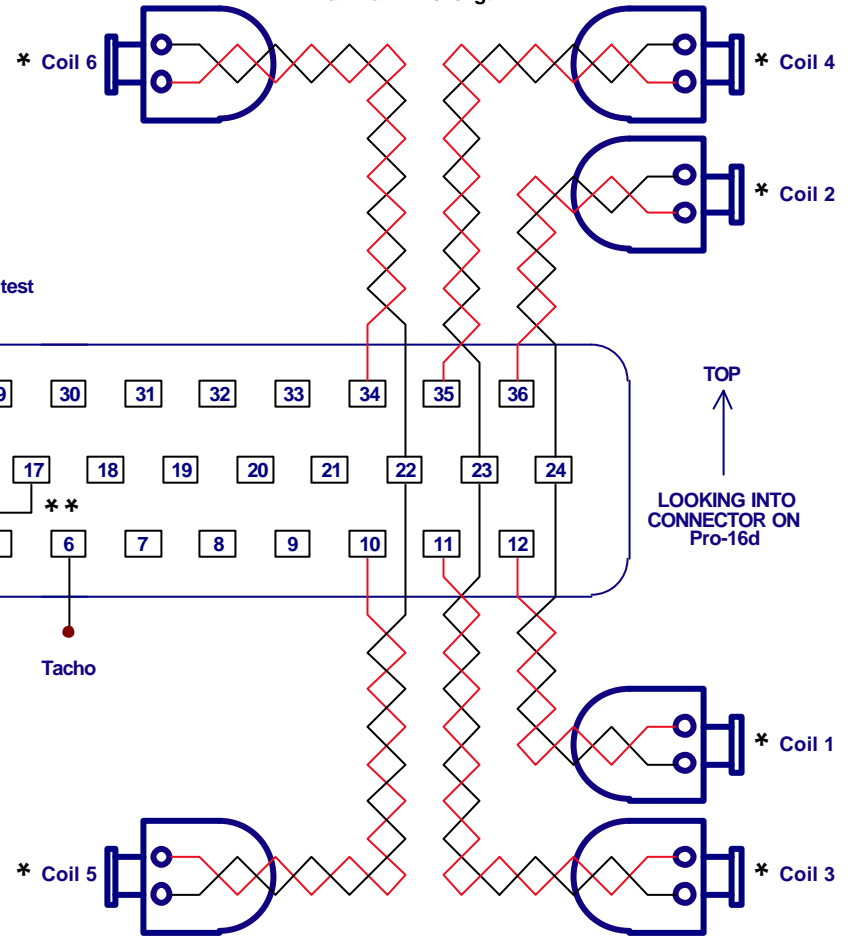 * Coil 6
* Coil 4
* Coil 2
test
TOP
30 31 32 33 34 35 36
17 18 19 20 21 22 23 24
**
LOOKING INTO
CONNECTOR ON
Pro-16d
6 7 8 9 10 11 12
Tacho
* Coil 1
* Coil 5
* Coil 3